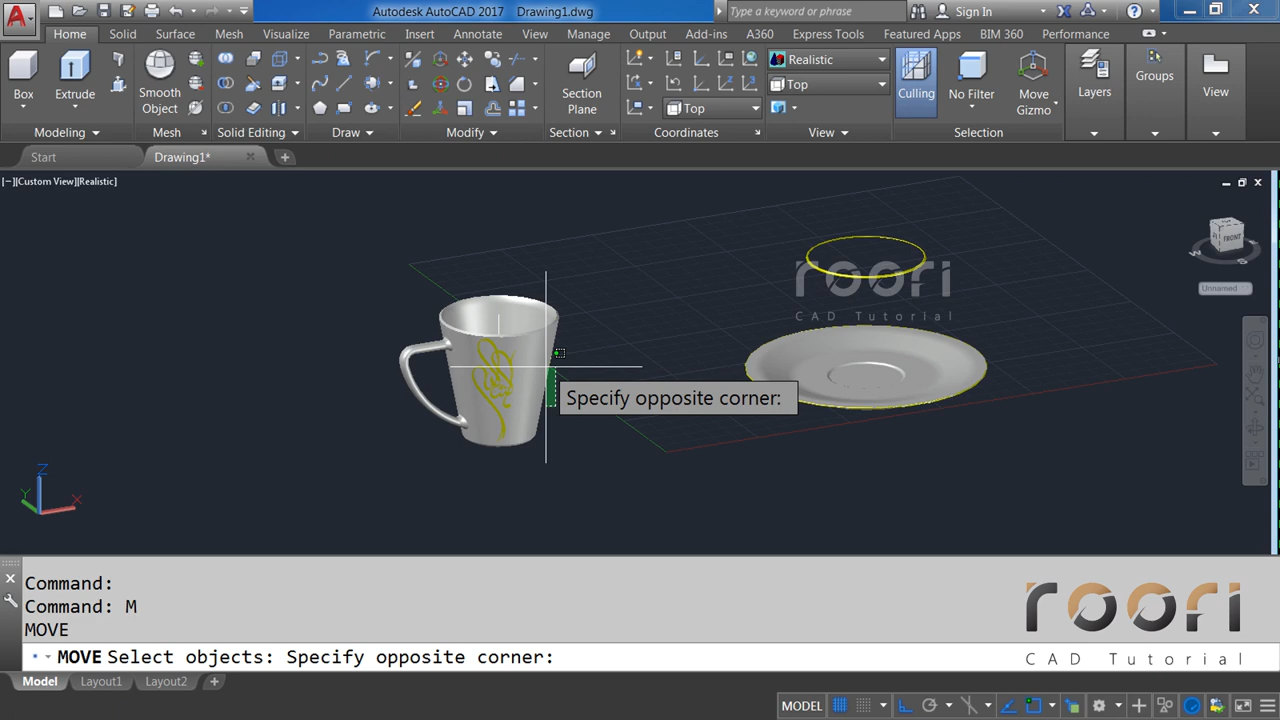 Autodesk AutoCAD 2017 Drawing1.dwg
Type a keyword or phrase
Sign In
Home Solid Surface Mesh Visualize Parametric Insert Annotate View Manage Output Add-ins A360 Express Tools Featured Apps BIM 360 Performance
Box
Extrude
Smooth
Object
Section
Plane
Realistic
Top
Top
Culling
No Filter
Move
Gizmo
Layers
Groups
View
Modeling
Mesh
Solid Editing
Draw
Modify
Section
Coordinates
View
Selection
Start
Drawing1*
[−][Custom View][Realistic]
FRONT
W
S
Unnamed
roori
CAD Tutorial
Specify opposite corner:
Z
Y
X
Command:
Command: M
MOVE
MOVE Select objects: Specify opposite corner:
roori
CAD Tutorial
Model Layout1 Layout2
MODEL